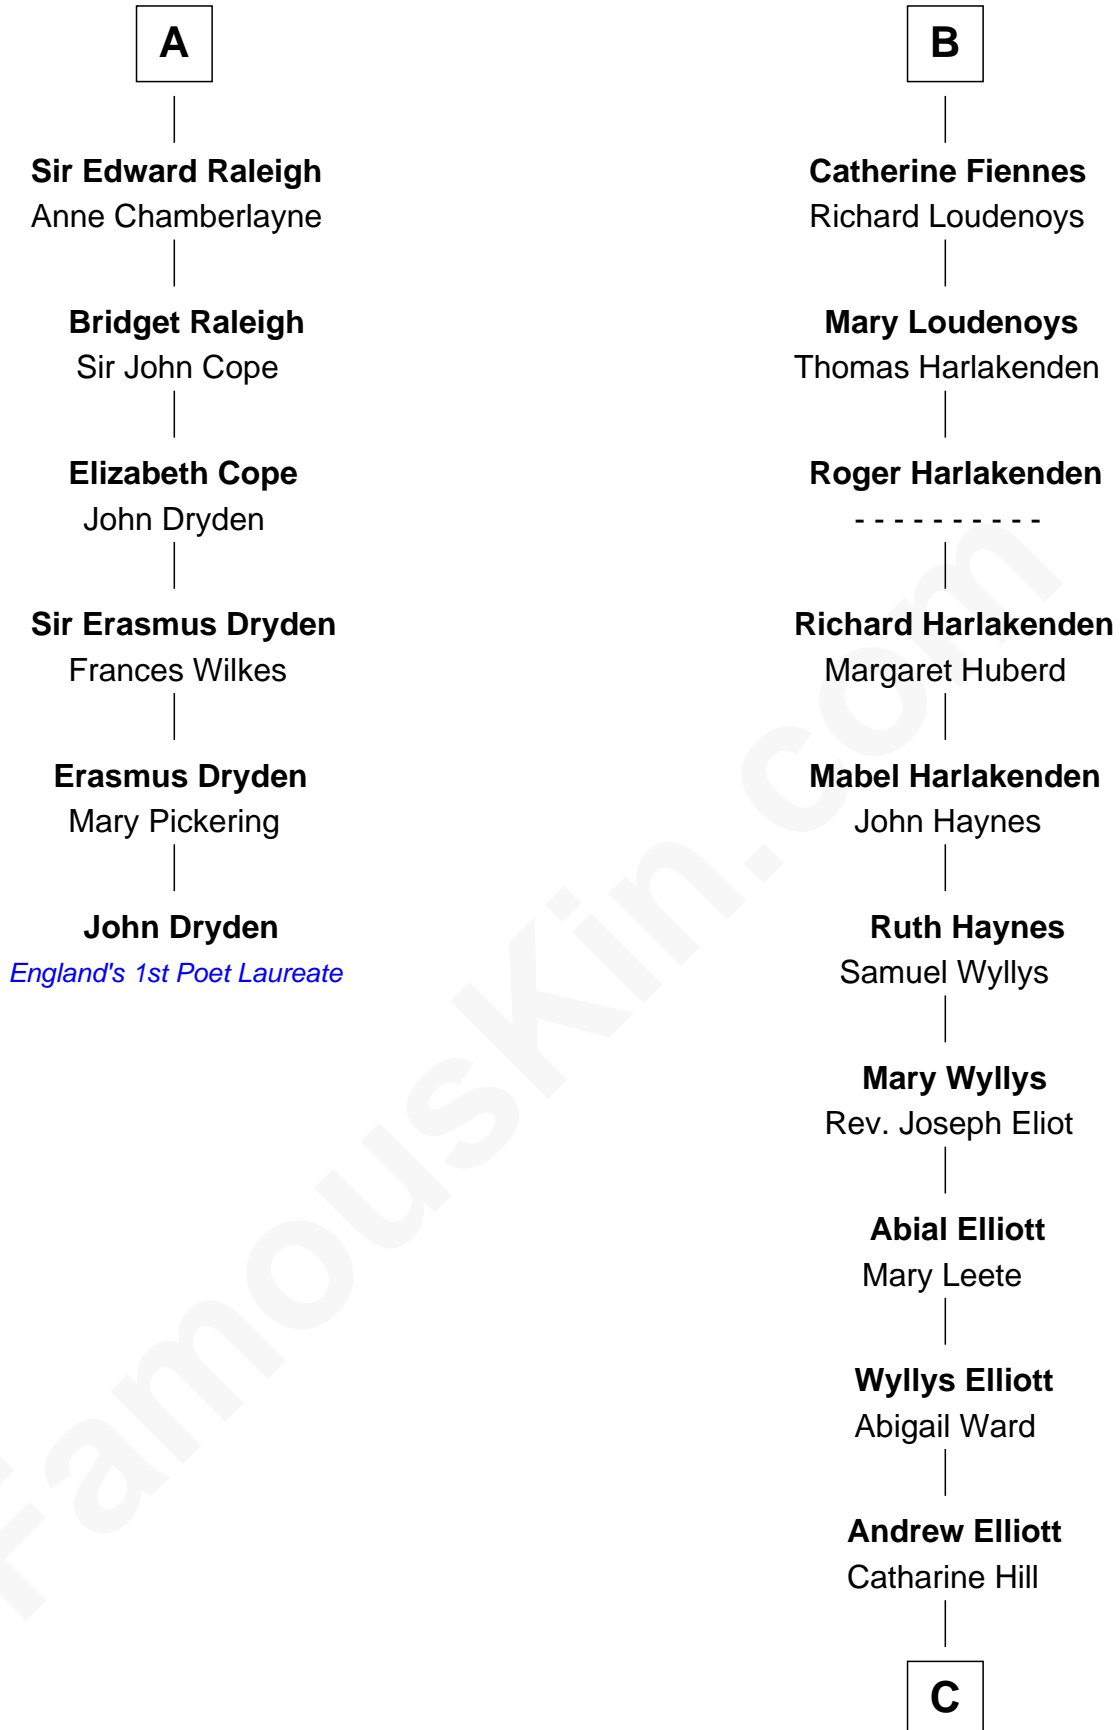 A
Sir Edward Raleigh
Anne Chamberlayne
Bridget Raleigh
Sir John Cope
Elizabeth Cope
John Dryden
Sir Erasmus Dryden
Frances Wilkes
Erasmus Dryden
Mary Pickering
John Dryden
England's 1st Poet Laureate
B
Catherine Fiennes
Richard Loudenoys
Mary Loudenoys
Thomas Harlakenden
Roger Harlakenden
- - - - - - - - - -
Richard Harlakenden
Margaret Huberd
Mabel Harlakenden
John Haynes
Ruth Haynes
Samuel Wyllys
Mary Wyllys
Rev. Joseph Eliot
Abial Elliott
Mary Leete
Wyllys Elliott
Abigail Ward
Andrew Elliott
Catharine Hill
C
FamousKin.com